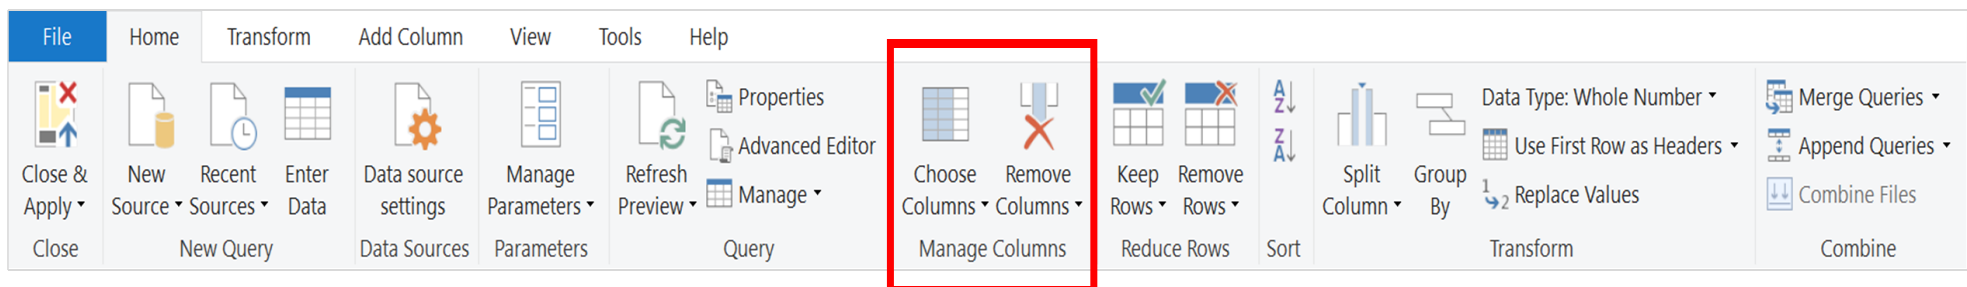 File Home Transform Add Column View Tools Help
Close &
Apply
Close
New
Source
Recent
Sources
Enter
Data
New Query
Data source
settings
Data Sources
Manage
Parameters
Parameters
Refresh
Preview
Properties
Advanced Editor
Manage
Query
Choose
Columns
Remove
Columns
Manage Columns
Keep
Rows
Remove
Rows
Reduce Rows
A
Z
Z
A
Sort
Split
Column
Group
By
Data Type: Whole Number
Use First Row as Headers
1
2
Replace Values
Transform
Merge Queries
Append Queries
Combine Files
Combine